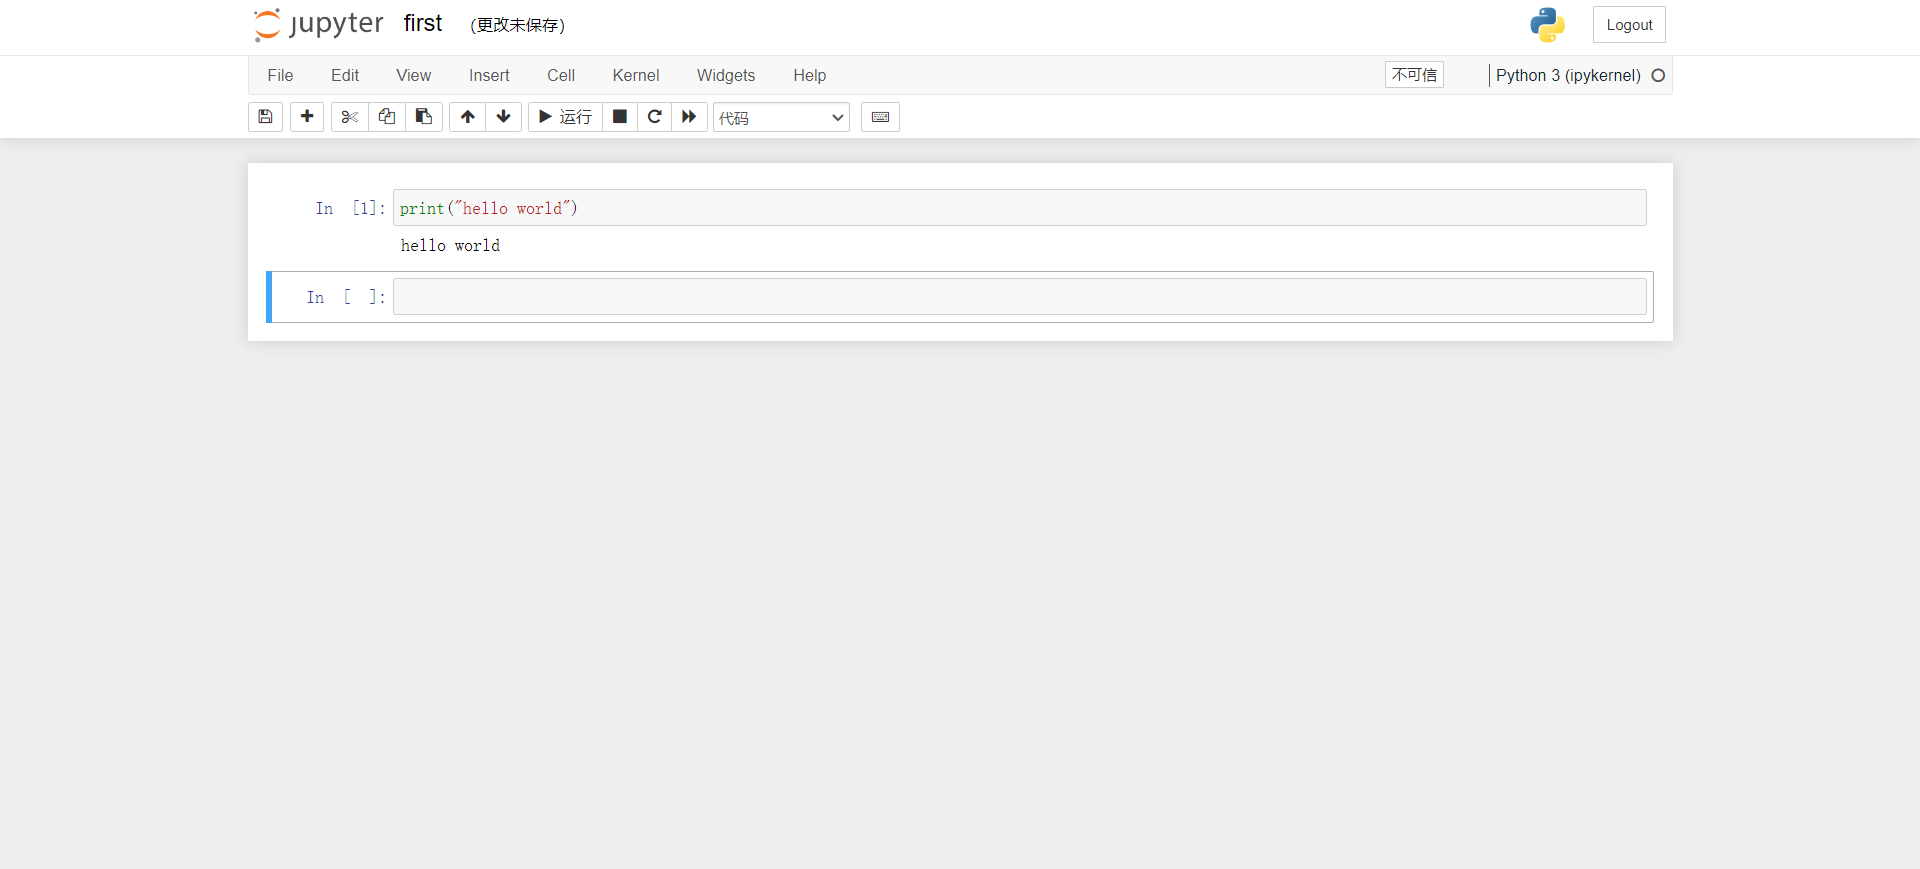 jupyter first (更改未保存)
Logout
File Edit View Insert Cell Kernel Widgets Help 不可信 Python 3 (ipykernel)
运行 代码
In [1]: print("hello world")
hello world
In [ ]: